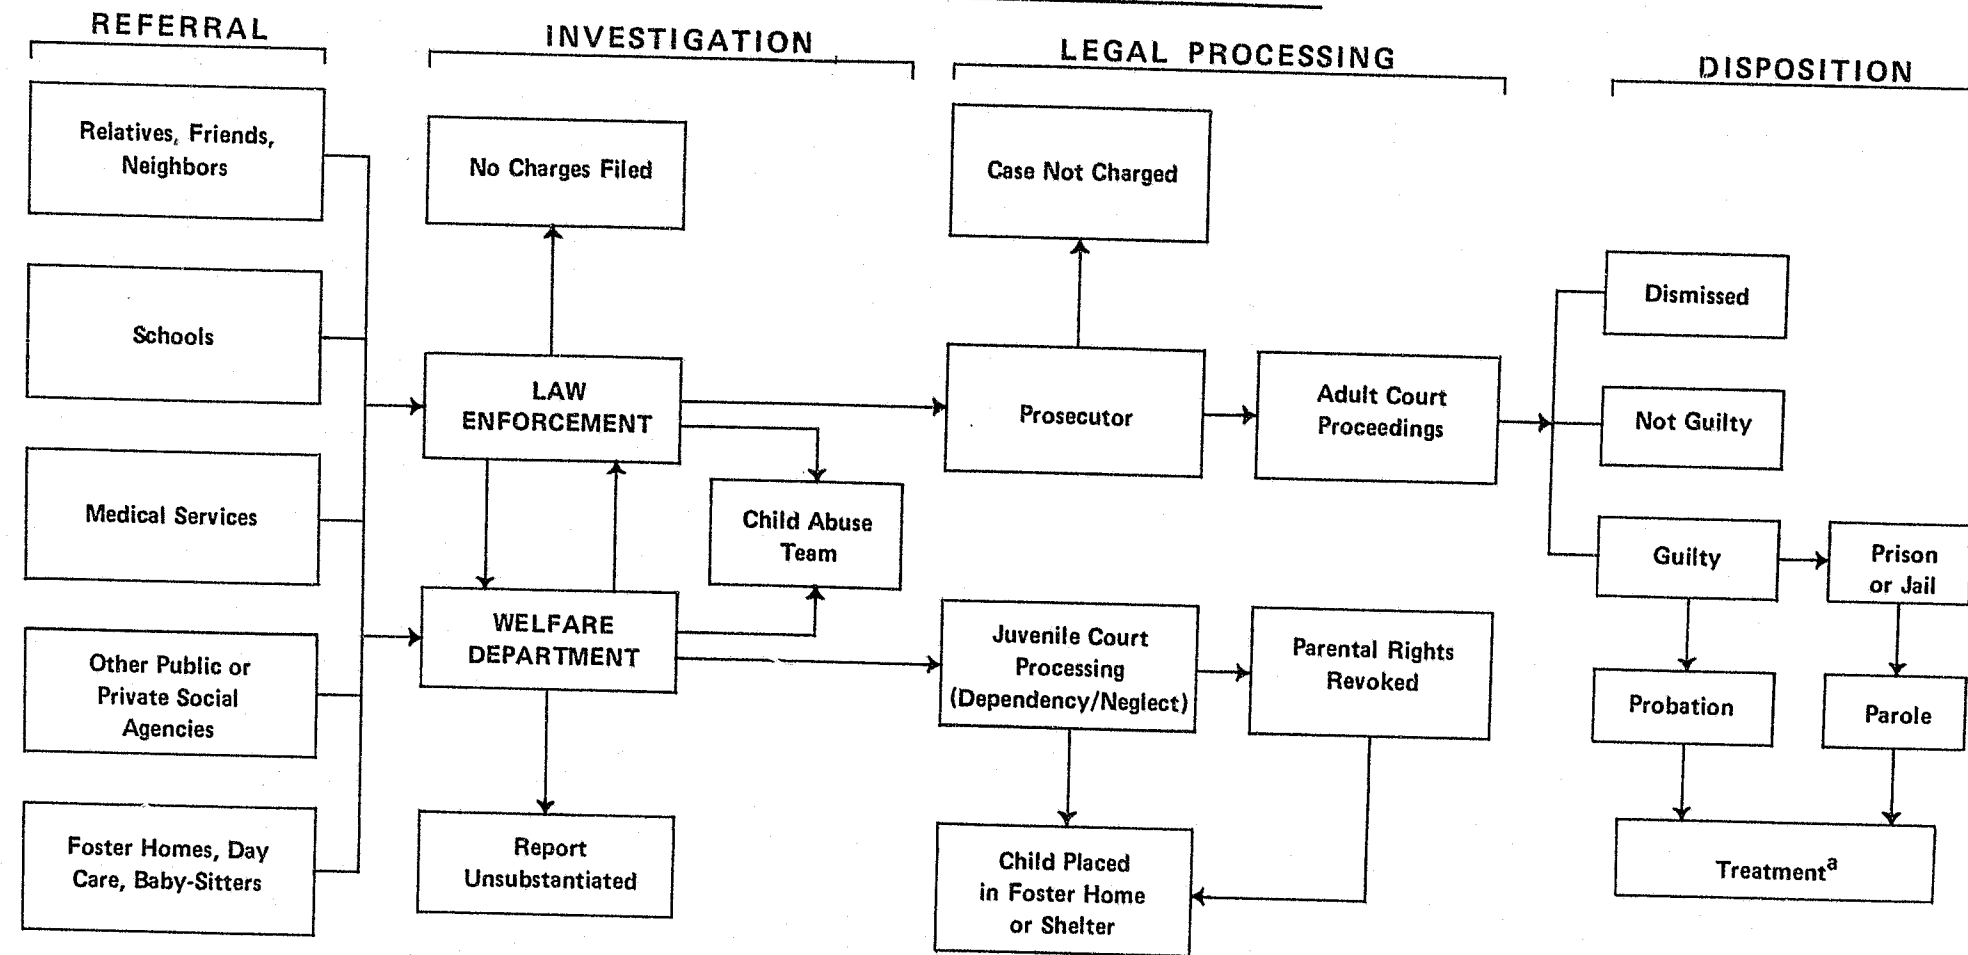 REFERRAL
INVESTIGATION
LEGAL PROCESSING
DISPOSITION
Relatives, Friends,
Neighbors
Schools
Medical Services
Other Public or
Private Social
Agencies
Foster Homes, Day
Care, Baby-Sitters
No Charges Filed
LAW
ENFORCEMENT
Child Abuse
Team
WELFARE
DEPARTMENT
Report
Unsubstantiated
Case Not Charged
Prosecutor
Adult Court
Proceedings
Juvenile Court
Processing
(Dependency/Neglect)
Parental Rights
Revoked
Child Placed
in Foster Home
or Shelter
Dismissed
Not Guilty
Guilty
Prison
or Jail
Probation
Parole
Treatmentᵃ